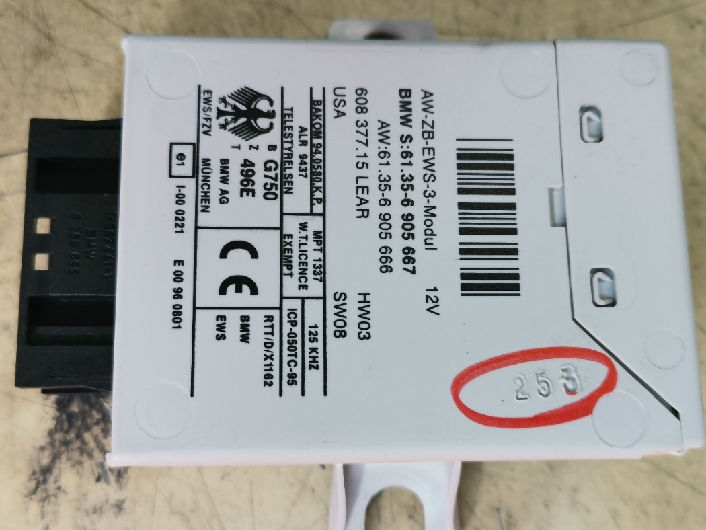 AW-ZB-EWS-3-Modul 12V
BMW S:61.35-6 905 667
AW:61.35-6 905 666
608 377.15 LEAR HW03
USA SW08
BAKOM 94.0580.K.P.
ALR 9437
TELESTYRELSEN
MPT 1337
W.T.LICENCE
EXEMPT
125 KHZ
ICP-050TC-95
B
Z
T
G750
496E
BMW AG
MÜNCHEN
EWS/FZV
CE
RTT/D/X1162
BMW
EWS
e1 I-00 0221 E 00 96 0801
253
BMW